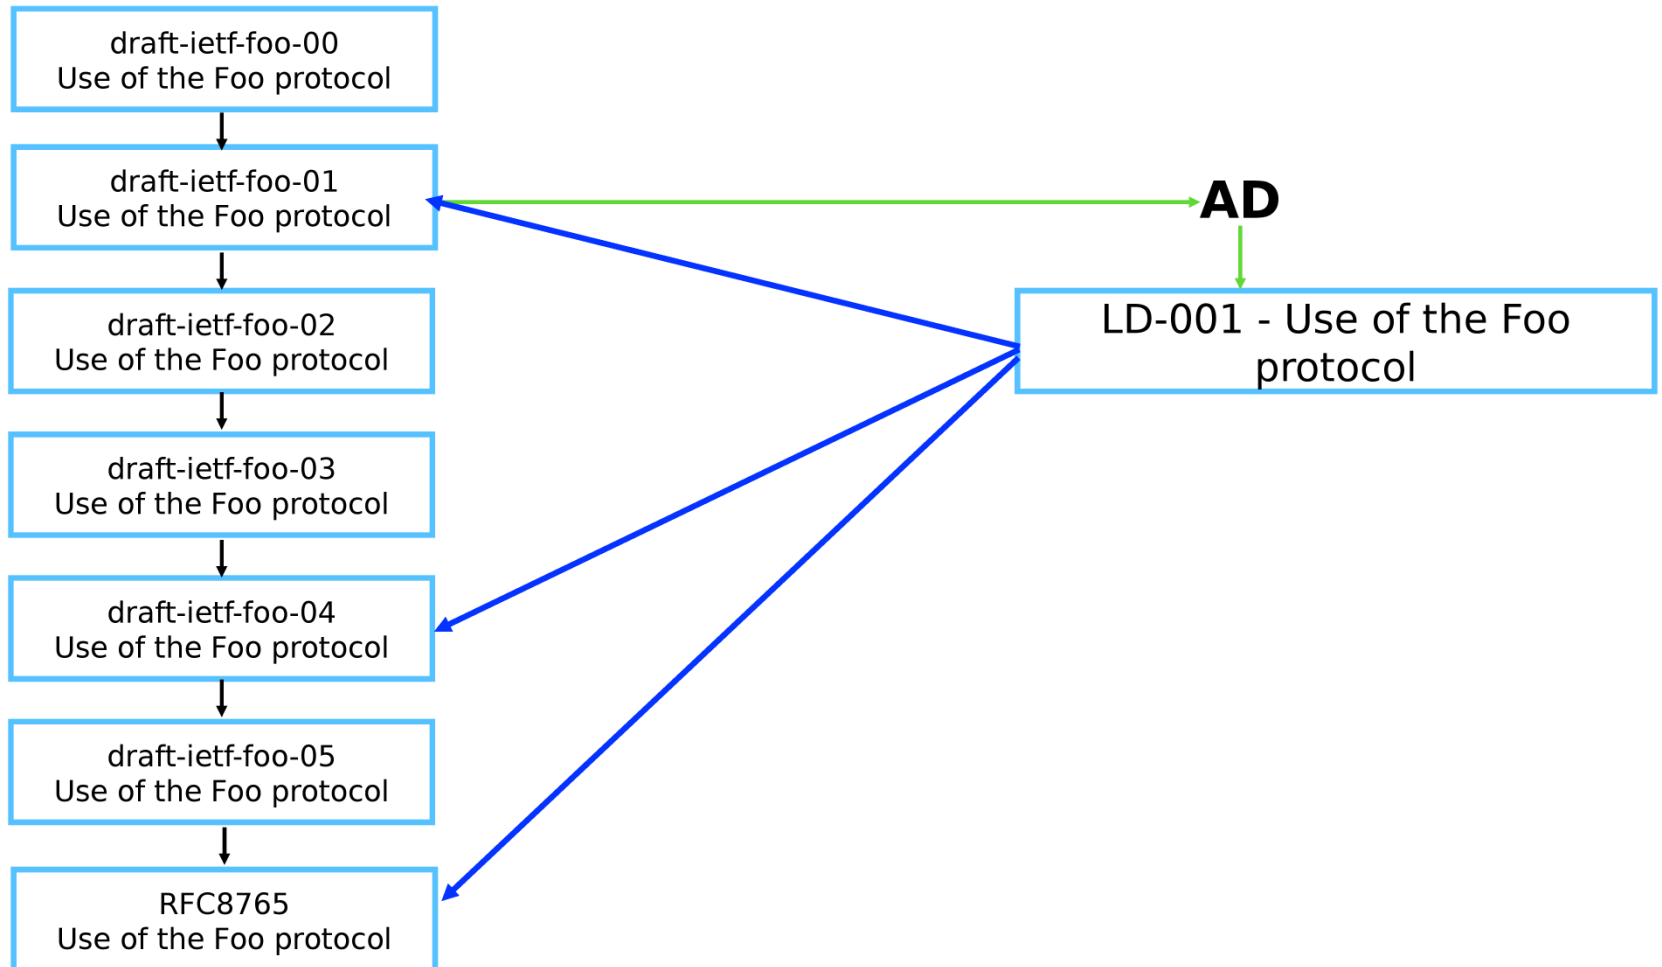 draft-ietf-foo-00
Use of the Foo protocol
draft-ietf-foo-01
Use of the Foo protocol
AD
draft-ietf-foo-02
Use of the Foo protocol
LD-001 - Use of the Foo
protocol
draft-ietf-foo-03
Use of the Foo protocol
draft-ietf-foo-04
Use of the Foo protocol
draft-ietf-foo-05
Use of the Foo protocol
RFC8765
Use of the Foo protocol